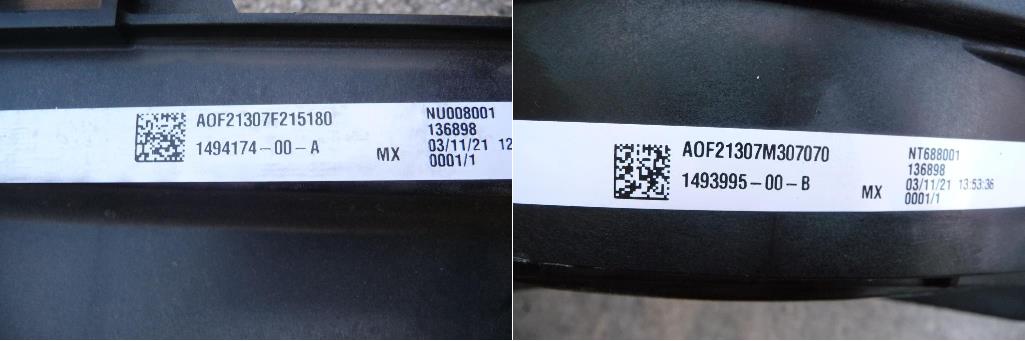 AOF21307F215180
1494174-00-A
MX
NU008001
136898
03/11/21 12
0001/1
AOF21307M307070
1493995-00-B
MX
NT688001
136898
03/11/21 13:53:36
0001/1